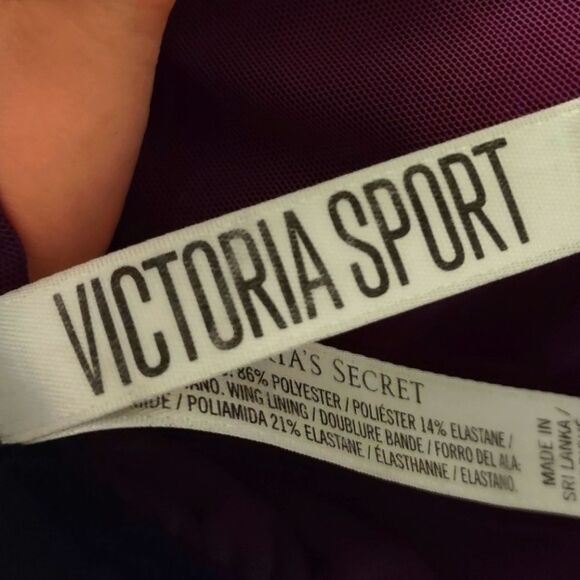 VICTORIA SPORT
SECRET
86% POLYESTER / POLIÉSTER 14% ELASTANE /
WING LINING / DOUBLURE BANDE / FORRO DEL ALA:
/ POLIAMIDA 21% ELASTANE / ÉLASTHANNE / ELASTANO.
MADE IN
SRI LANKA /